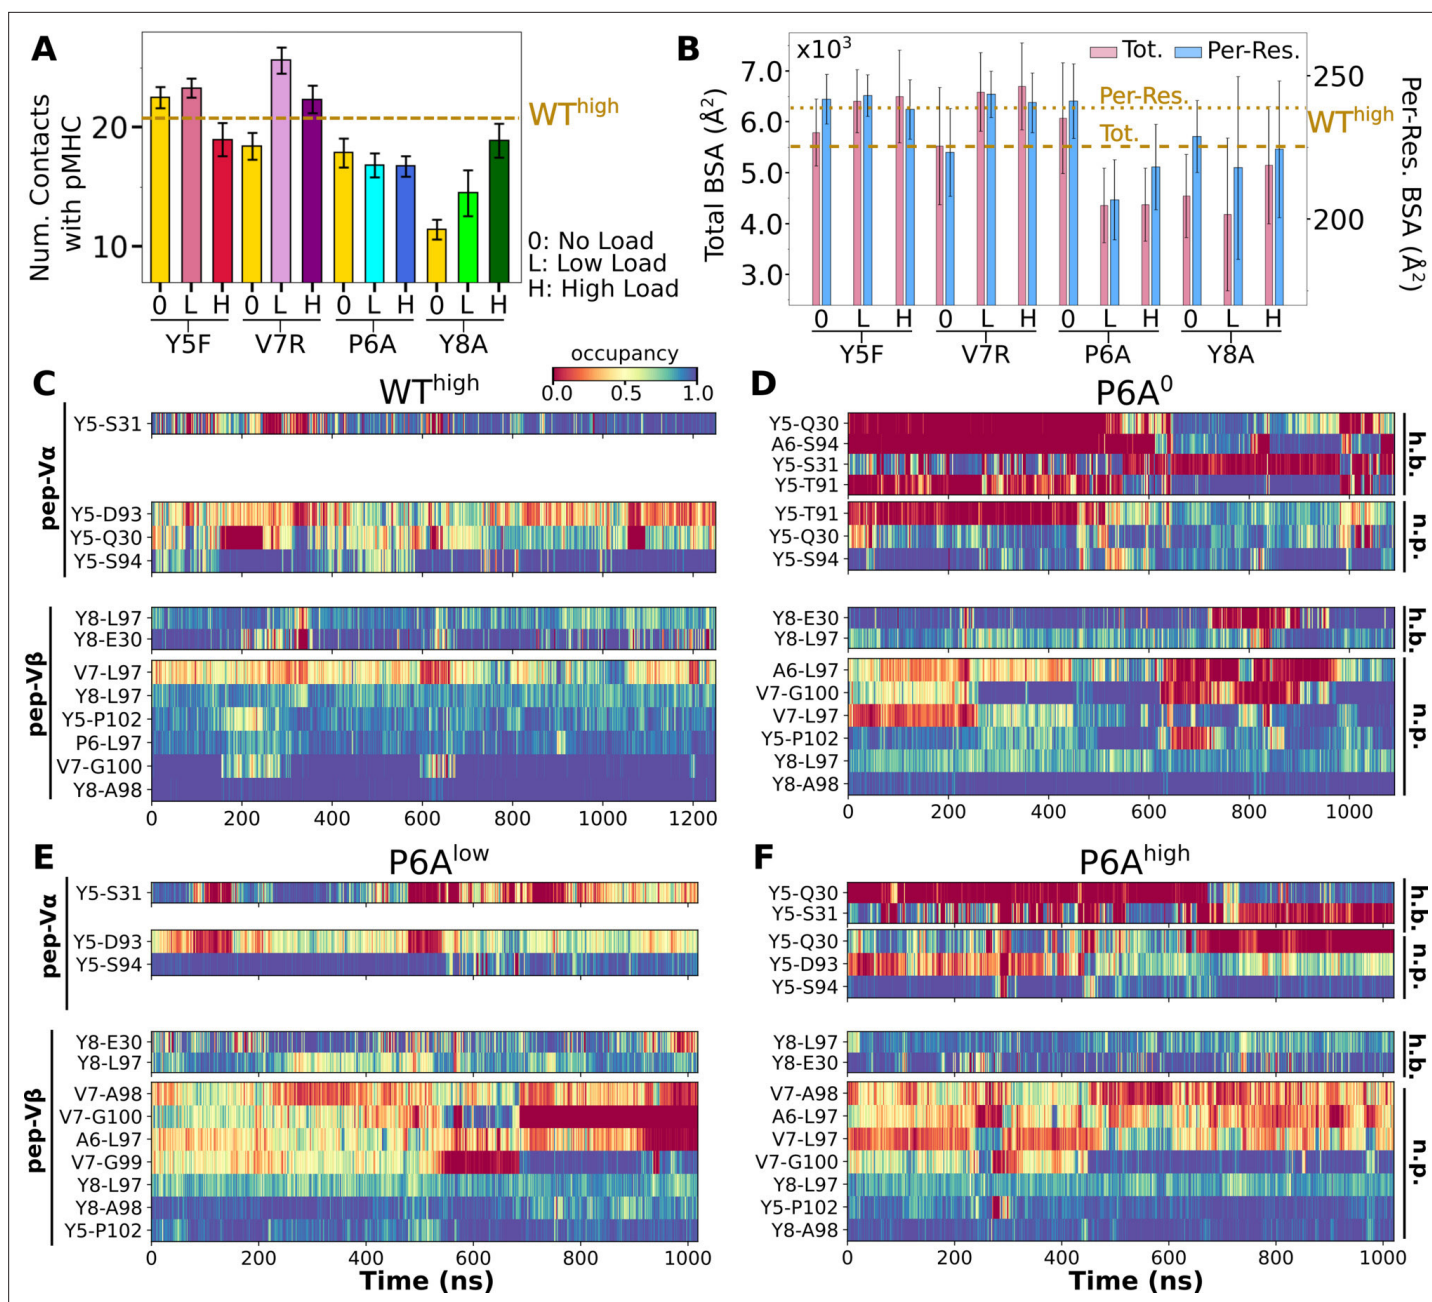 A
Num. Contacts
with pMHC
20
10
WT^high
0: No Load
L: Low Load
H: High Load
0 L H 0 L H 0 L H 0 L H
Y5F V7R P6A Y8A
B
x10³
Tot. Per-Res.
Total BSA (Å²)
7.0
6.0
5.0
4.0
3.0
Per-Res.
Tot.
WT^high
250
200
Per-Res. BSA (Å²)
0 L H 0 L H 0 L H 0 L H
Y5F V7R P6A Y8A
occupancy
0.0 0.5 1.0
C
WT^high
pep-Vα
Y5-S31
Y5-D93
Y5-Q30
Y5-S94
pep-Vβ
Y8-L97
Y8-E30
V7-L97
Y8-L97
Y5-P102
P6-L97
V7-G100
Y8-A98
0 200 400 600 800 1000 1200
D
P6A⁰
Y5-Q30
A6-S94
Y5-S31
Y5-T91
h.b.
Y5-T91
Y5-Q30
Y5-S94
n.p.
Y8-E30
Y8-L97
h.b.
A6-L97
V7-G100
V7-L97
Y5-P102
Y8-L97
Y8-A98
n.p.
0 200 400 600 800 1000
E
P6A^low
pep-Vα
Y5-S31
Y5-D93
Y5-S94
pep-Vβ
Y8-E30
Y8-L97
V7-A98
V7-G100
A6-L97
V7-G99
Y8-L97
Y8-A98
Y5-P102
0 200 400 600 800 1000
Time (ns)
F
P6A^high
Y5-Q30
Y5-S31
h.b.
Y5-Q30
Y5-D93
Y5-S94
n.p.
Y8-L97
Y8-E30
h.b.
V7-A98
A6-L97
V7-L97
V7-G100
Y8-L97
Y5-P102
Y8-A98
n.p.
0 200 400 600 800 1000
Time (ns)